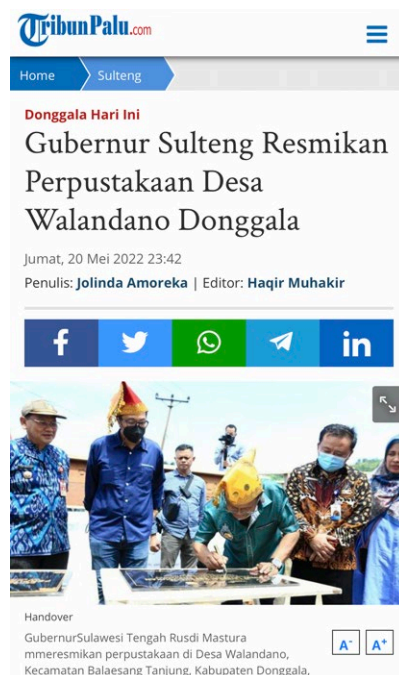 TribunPalu.com
Home
Sulteng
Donggala Hari Ini
Gubernur Sulteng Resmikan
Perpustakaan Desa
Walandano Donggala
Jumat, 20 Mei 2022 23:42
Penulis: Jolinda Amoreka | Editor: Haqir Muhakir
Handover
GubernurSulawesi Tengah Rusdi Mastura
mmeresmikan perpustakaan di Desa Walandano,
Kecamatan Balaesang Tanjung, Kabupaten Donggala,
A- A+